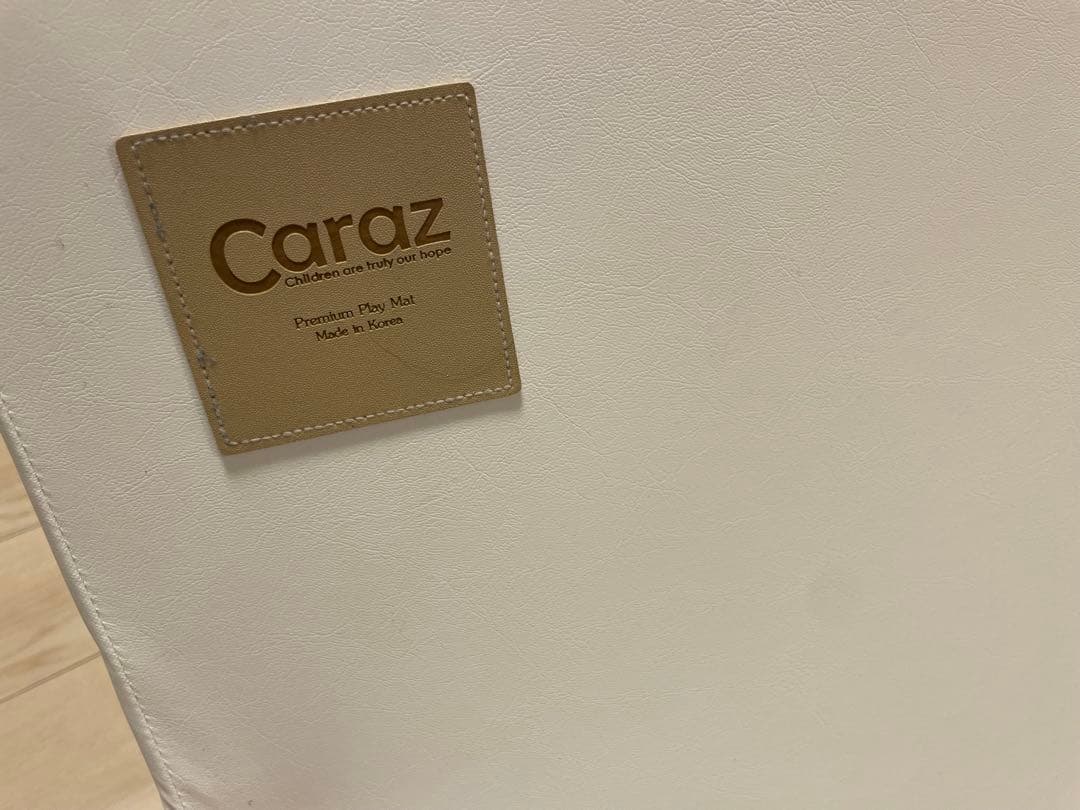 Caraz
Children are truly our hope
Premium Play Mat
Made in Korea